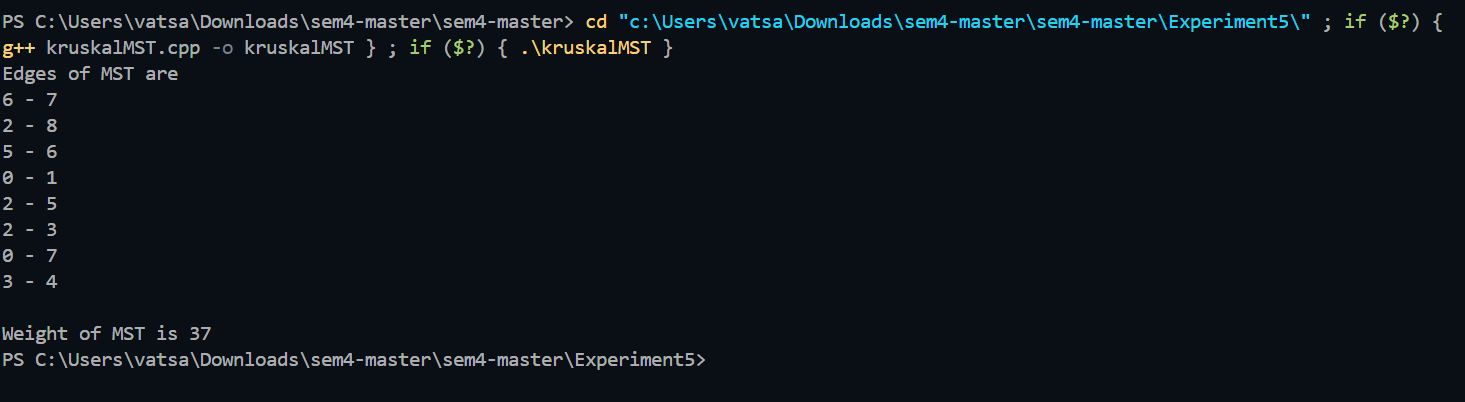 PS C:\Users\vatsa\Downloads\sem4-master\sem4-master> cd "c:\Users\vatsa\Downloads\sem4-master\sem4-master\Experiment5\" ; if ($?) {
g++ kruskalMST.cpp -o kruskalMST } ; if ($?) { .\kruskalMST }
Edges of MST are
6 - 7
2 - 8
5 - 6
0 - 1
2 - 5
2 - 3
0 - 7
3 - 4
Weight of MST is 37
PS C:\Users\vatsa\Downloads\sem4-master\sem4-master\Experiment5>